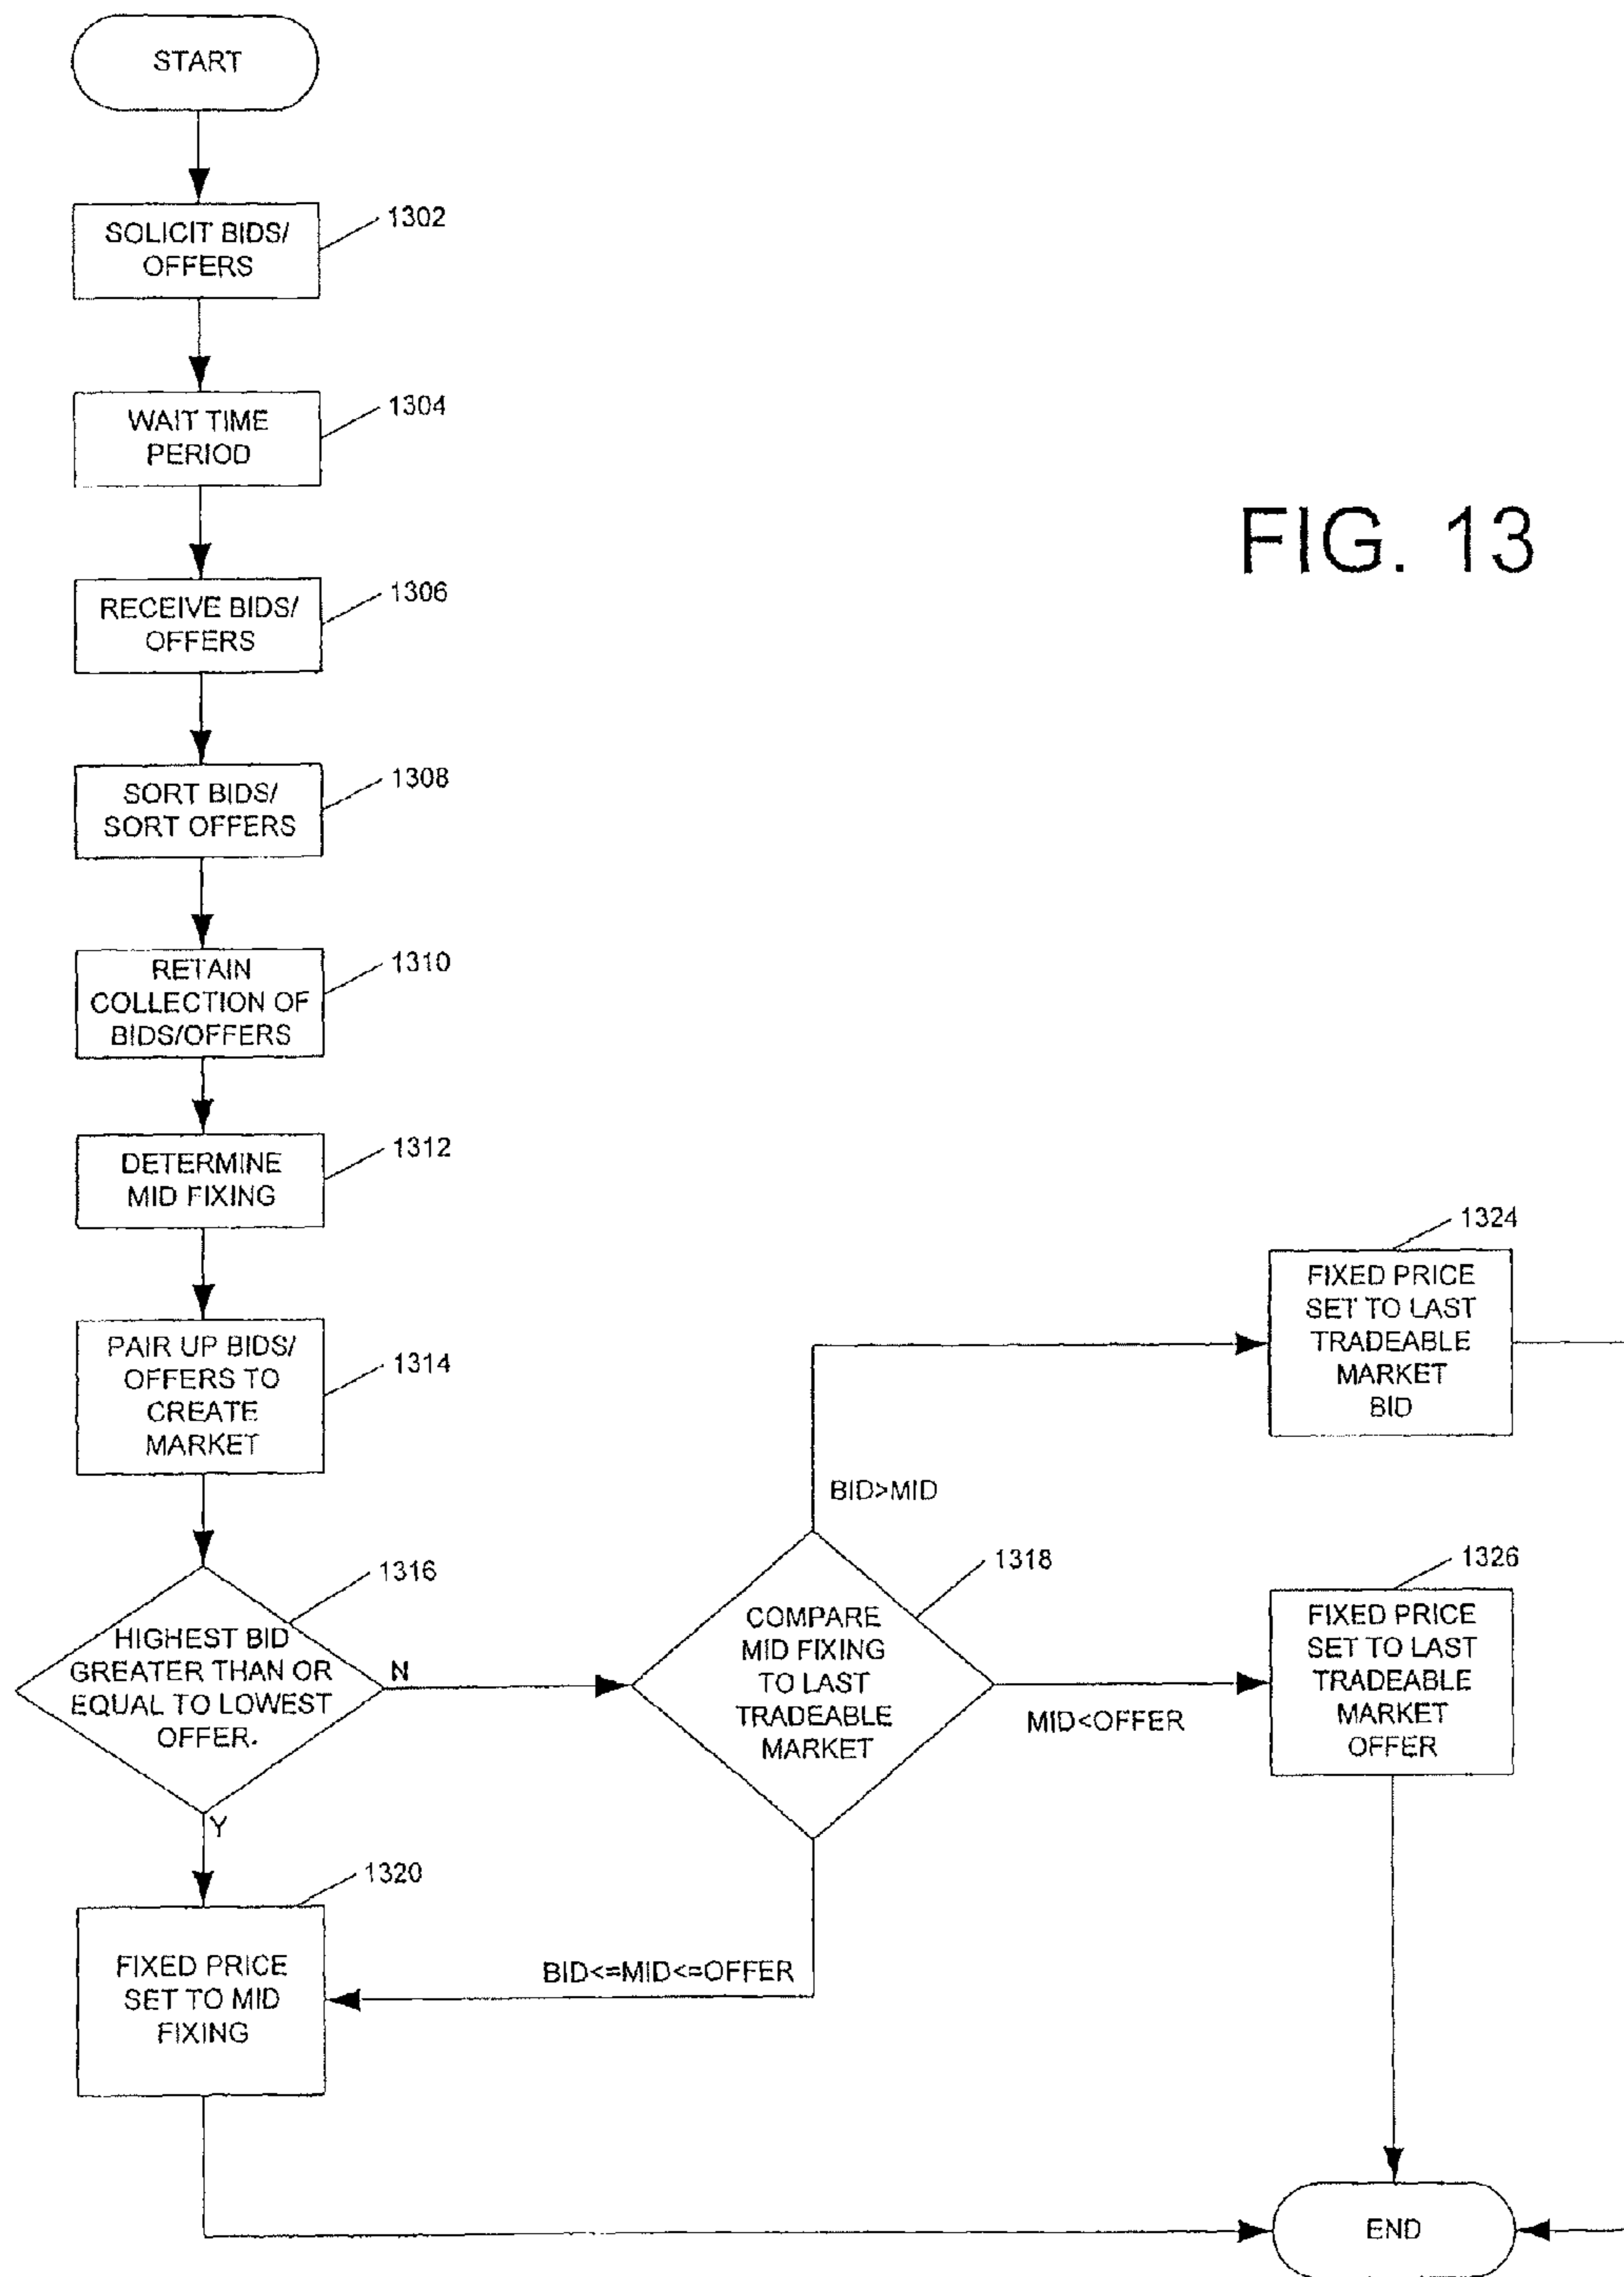 START
SOLICIT BIDS/
OFFERS
1302
WAIT TIME
PERIOD
1304
FIG. 13
RECEIVE BIDS/
OFFERS
1306
SORT BIDS/
SORT OFFERS
1308
RETAIN
COLLECTION OF
BIDS/OFFERS
1310
DETERMINE
MID FIXING
1312
PAIR UP BIDS/
OFFERS TO
CREATE
MARKET
1314
1324
FIXED PRICE
SET TO LAST
TRADEABLE
MARKET
BID
BID>MID
HIGHEST BID
GREATER THAN OR
EQUAL TO LOWEST
OFFER.
1316
N
Y
COMPARE
MID FIXING
TO LAST
TRADEABLE
MARKET
1318
MID<OFFER
1326
FIXED PRICE
SET TO LAST
TRADEABLE
MARKET
OFFER
1320
FIXED PRICE
SET TO MID
FIXING
BID<=MID<=OFFER
END